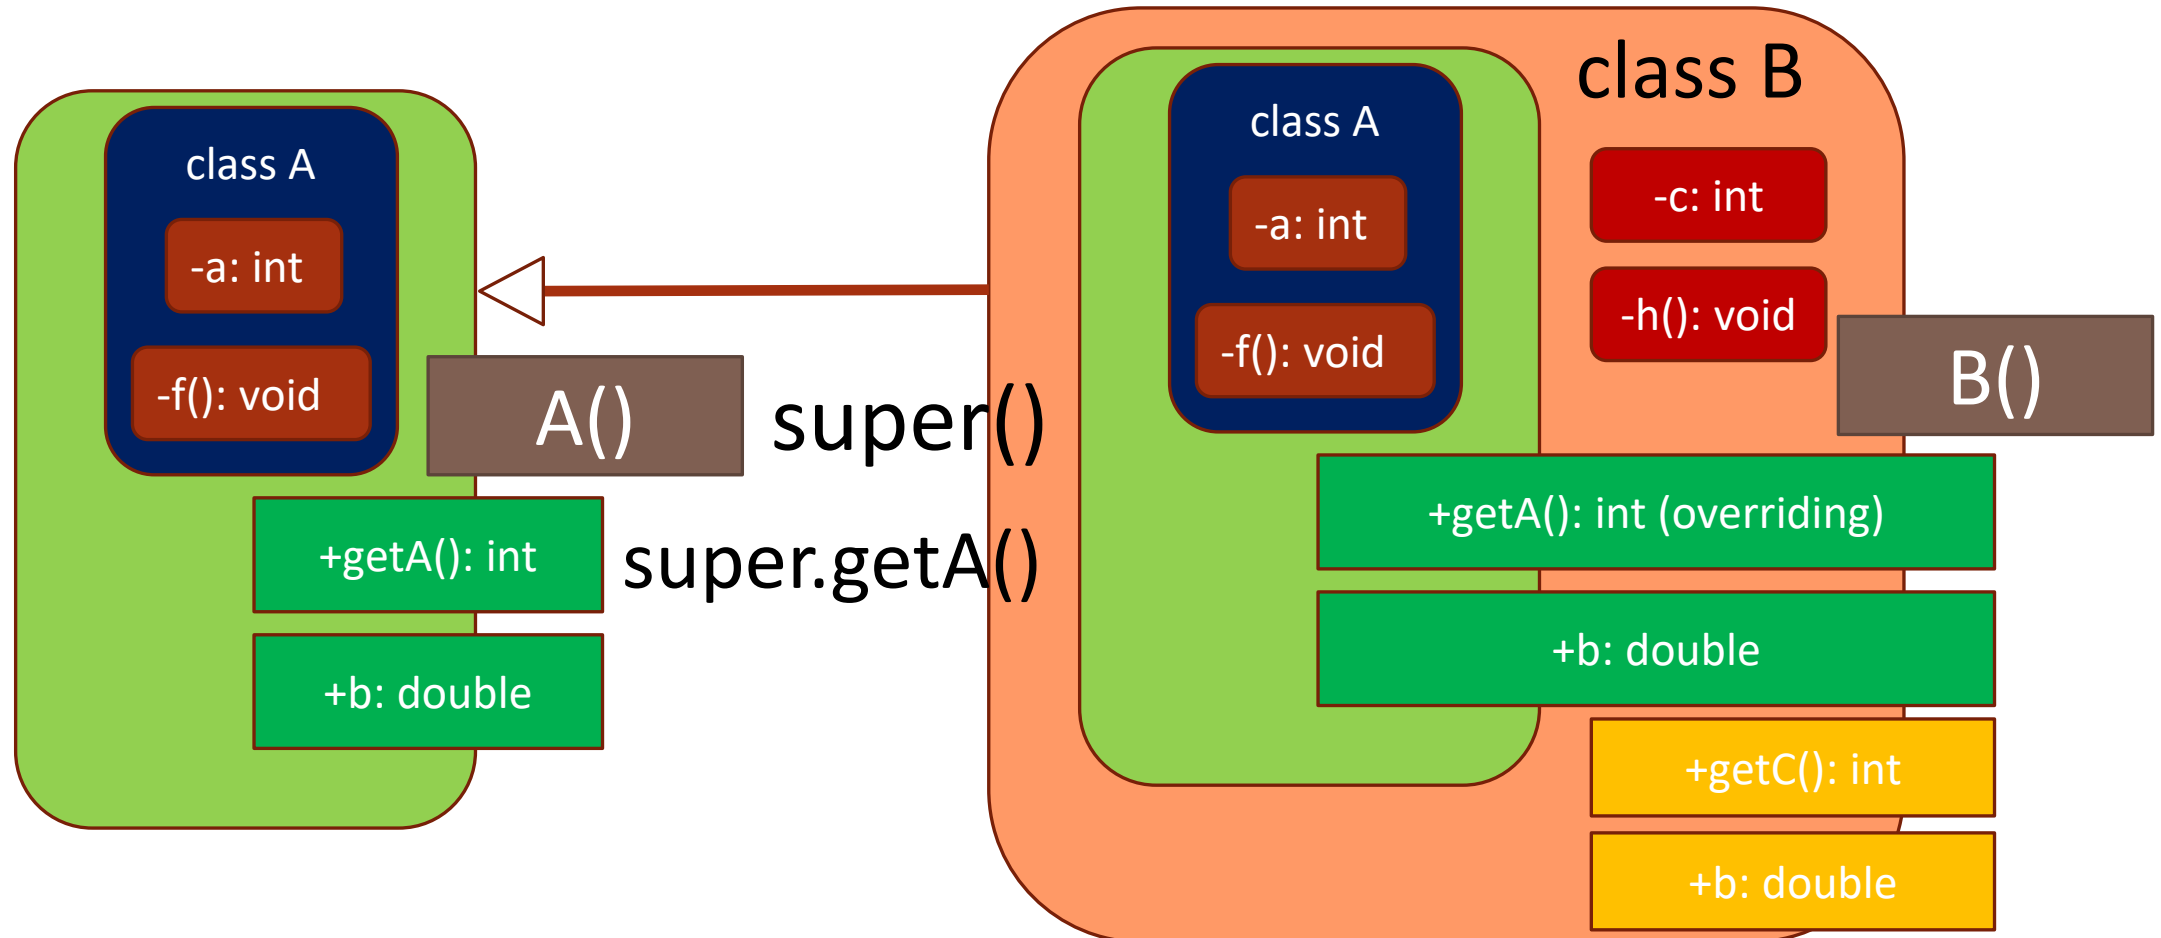 class A
-a: int
-f(): void
A()
+getA(): int
+b: double
super()
super.getA()
class B
class A
-a: int
-f(): void
-c: int
-h(): void
B()
+getA(): int (overriding)
+b: double
+getC(): int
+b: double